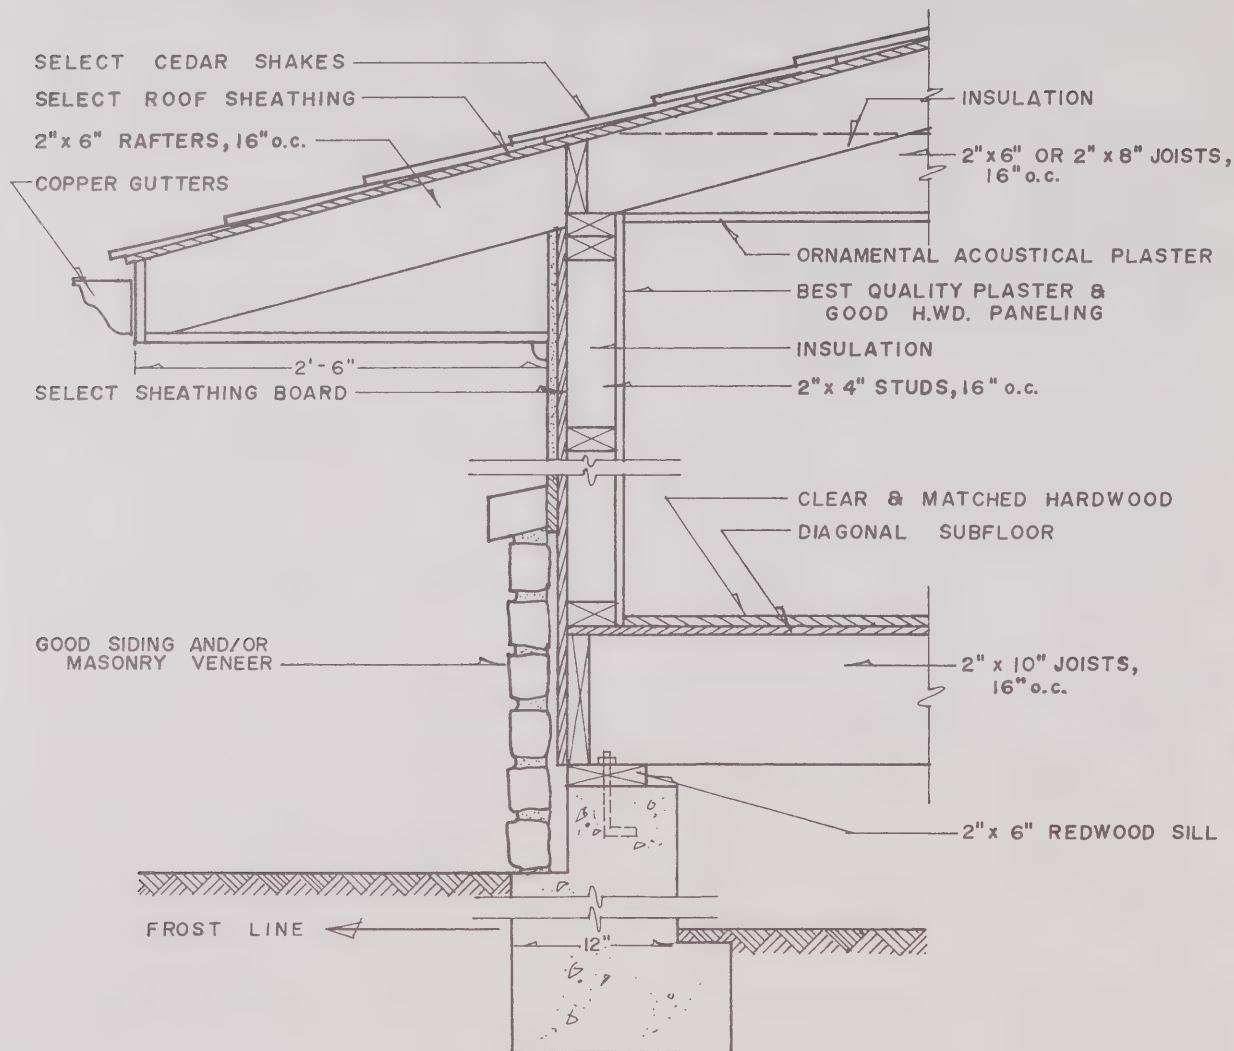 SELECT CEDAR SHAKES
SELECT ROOF SHEATHING
2" x 6" RAFTERS, 16" o.c.
COPPER GUTTERS
INSULATION
2" x 6" OR 2" x 8" JOISTS,
16" o.c.
ORNAMENTAL ACOUSTICAL PLASTER
BEST QUALITY PLASTER &
GOOD H.WD. PANELING
INSULATION
2'-6"
SELECT SHEATHING BOARD
2" x 4" STUDS, 16" o.c.
CLEAR & MATCHED HARDWOOD
DIAGONAL SUBFLOOR
GOOD SIDING AND/OR
MASONRY VENEER
2" x 10" JOISTS,
16" o.c.
2" x 6" REDWOOD SILL
FROST LINE
12"